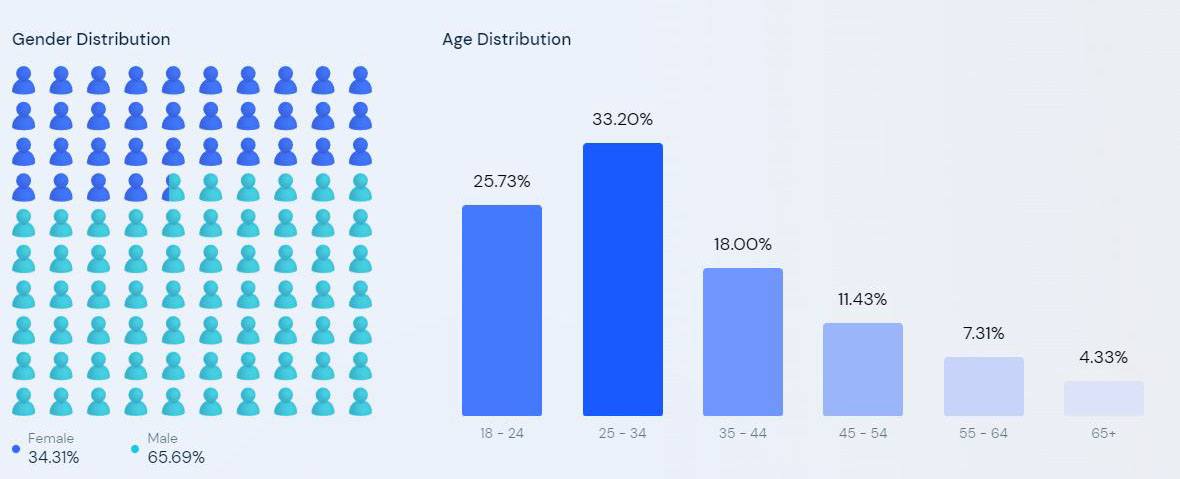 Gender Distribution
Female
34.31%
Male
65.69%
Age Distribution
25.73%
33.20%
18.00%
11.43%
7.31%
4.33%
18 - 24
25 - 34
35 - 44
45 - 54
55 - 64
65+